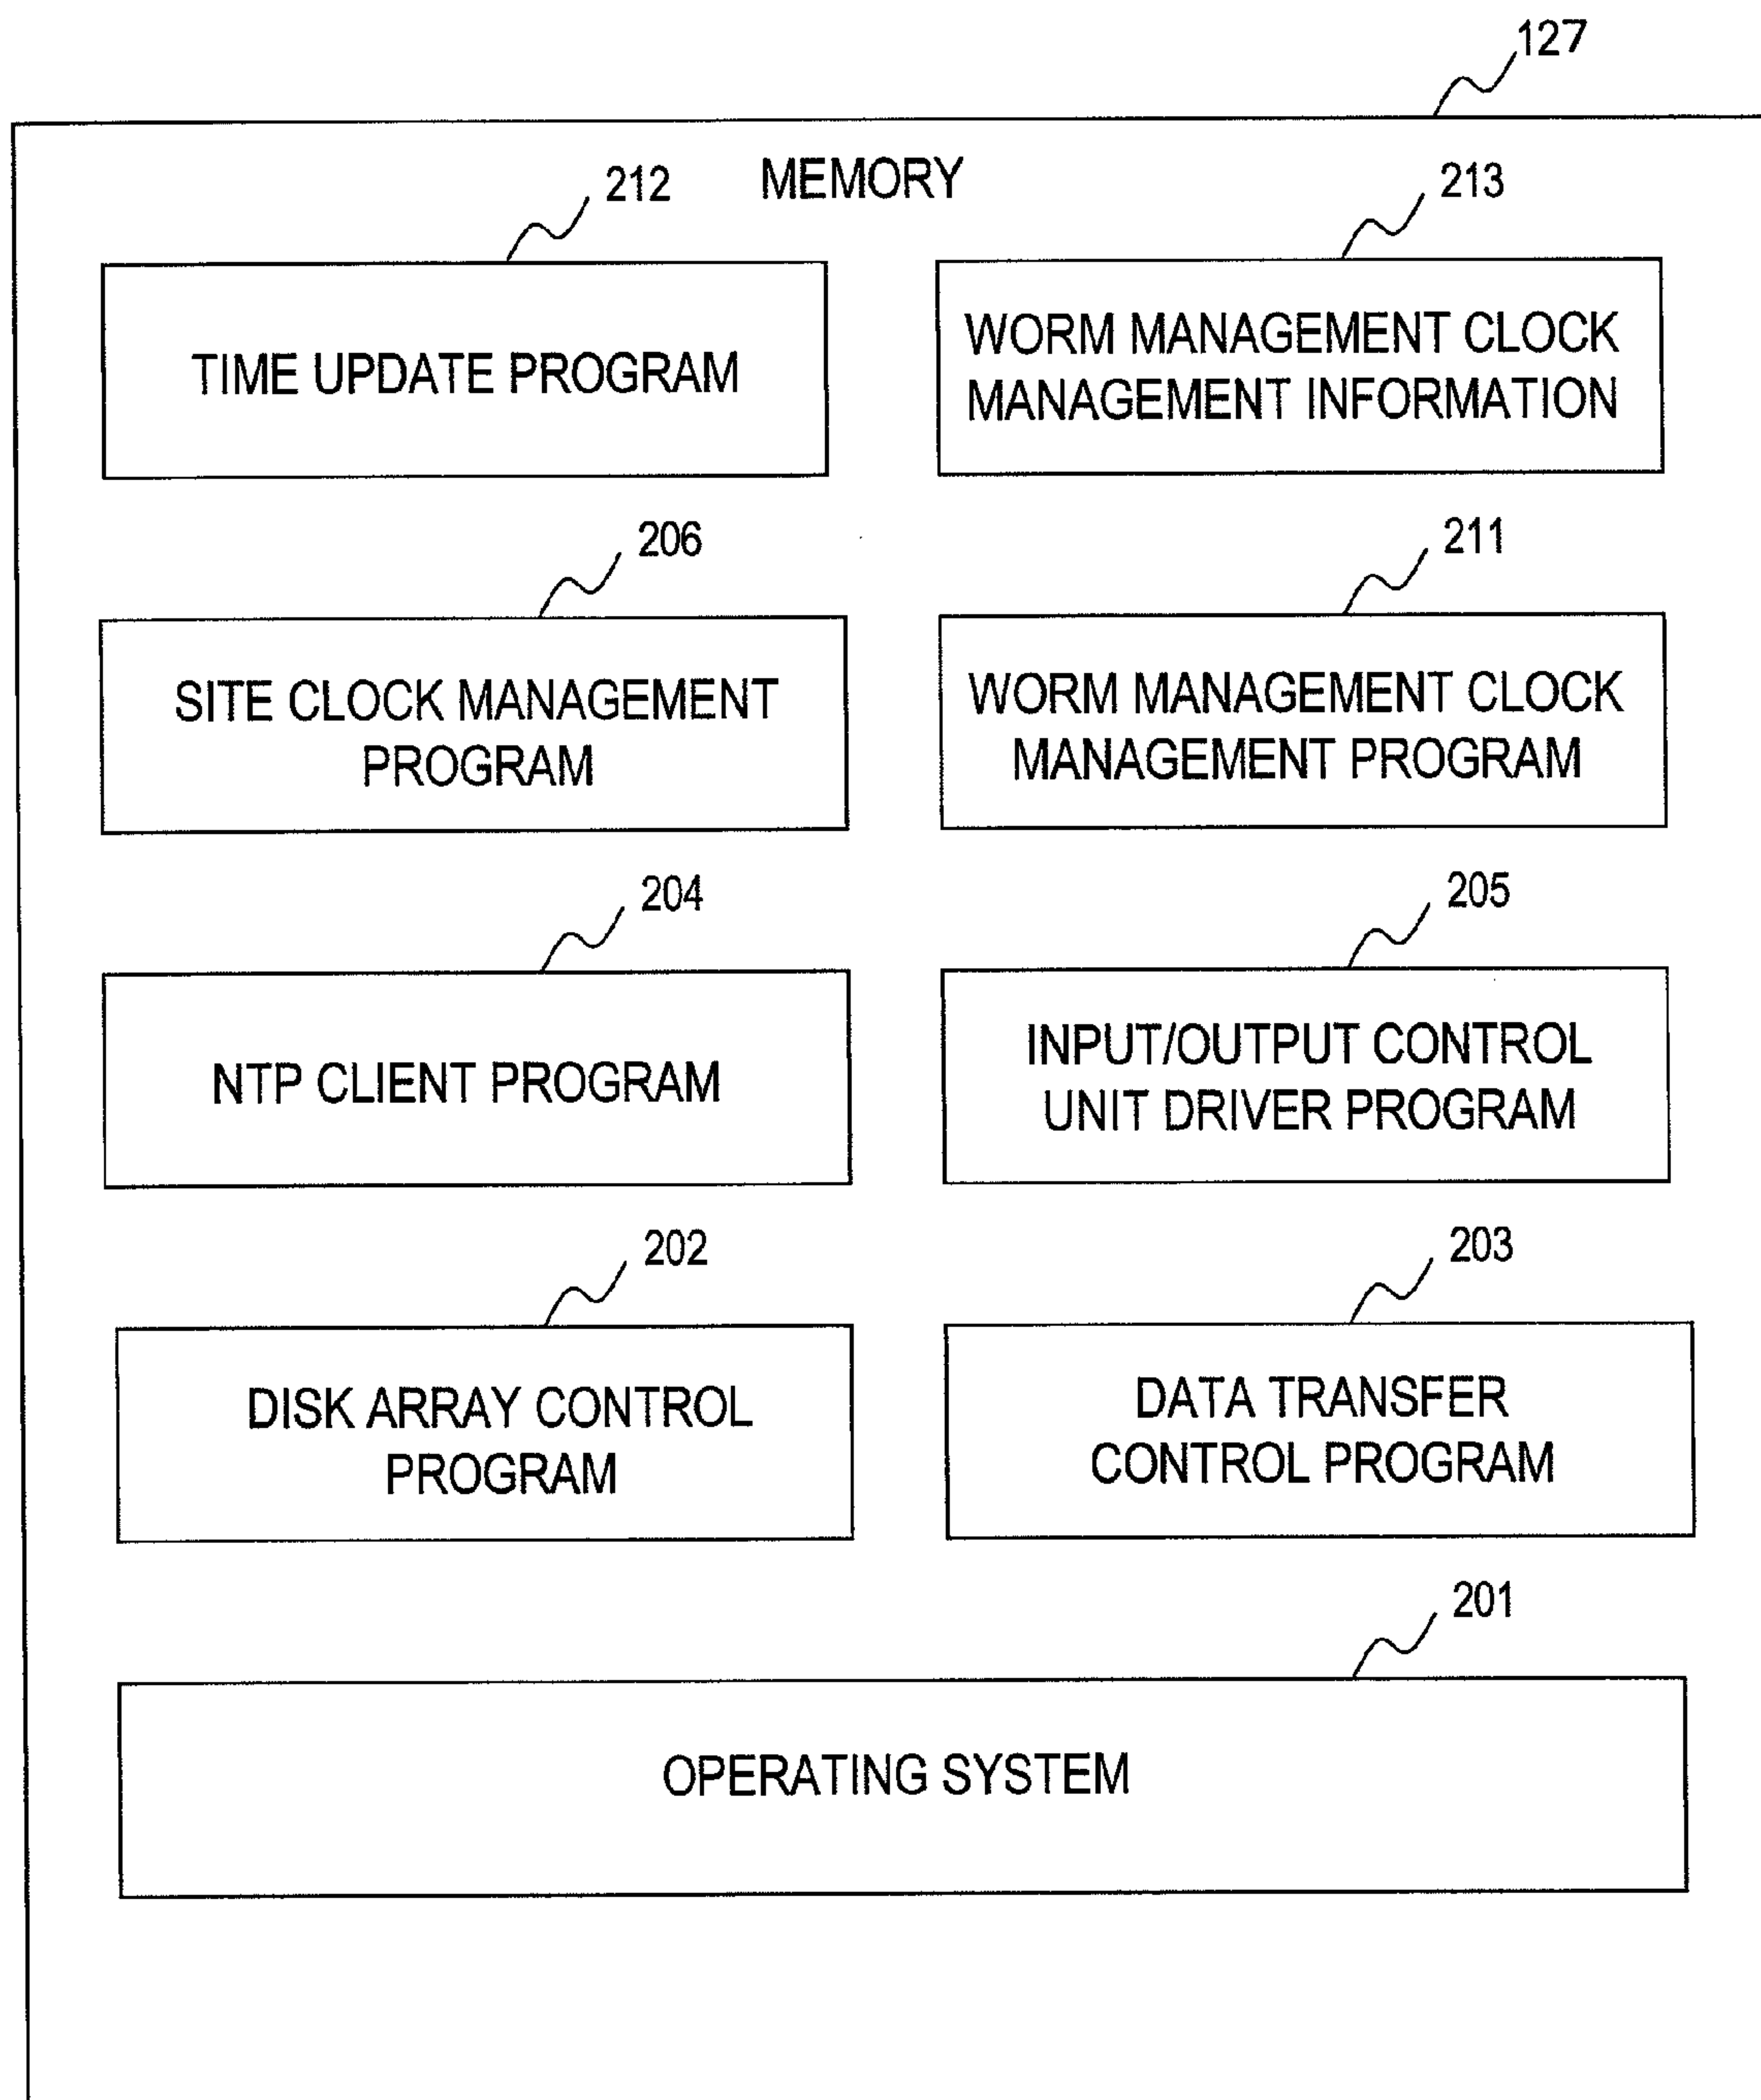 127
MEMORY
212
213
TIME UPDATE PROGRAM
WORM MANAGEMENT CLOCK
MANAGEMENT INFORMATION
206
211
SITE CLOCK MANAGEMENT
PROGRAM
WORM MANAGEMENT CLOCK
MANAGEMENT PROGRAM
204
205
NTP CLIENT PROGRAM
INPUT/OUTPUT CONTROL
UNIT DRIVER PROGRAM
202
203
DISK ARRAY CONTROL
PROGRAM
DATA TRANSFER
CONTROL PROGRAM
201
OPERATING SYSTEM